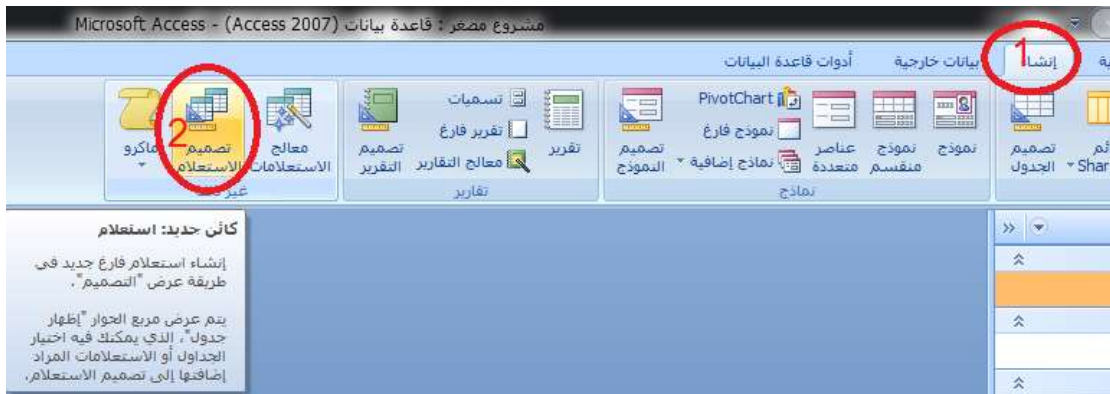 مشروع مصغر : قاعدة بيانات (Access 2007) - Microsoft Access
إنشاء
بيانات خارجية
أدوات قاعدة البيانات
1
تصميم
الجدول
نموذج
نموذج
منقسم
عناصر
متعددة
PivotChart
نموذج فارغ
نماذج إضافية
تصميم
النموذج
نماذج
تقرير
تسميات
تقرير فارغ
معالج التقارير
تصميم
التقرير
تقارير
معالج
الاستعلامات
تصميم
الاستعلام
2
ماكرو
كائن جديد: استعلام
إنشاء استعلام فارغ جديد في
طريقة عرض "التصميم".
يتم عرض مربع الحوار "إظهار
جدول"، الذي يمكنك فيه اختيار
الجداول أو الاستعلامات المراد
إضافتها إلى تصميم الاستعلام.